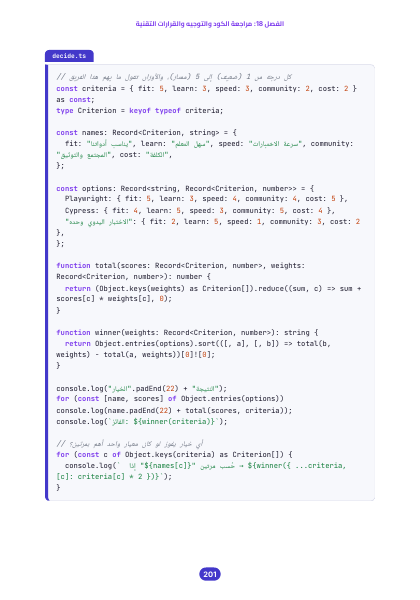 الفصل 18: مراجعة الكود والتوجيه والقرارات التقنية
decide.ts
// كل درجة من 1 (ضعيف) إلى 5 (ممتاز)، والأوزان تقول ما يهم هذا الفريق
const criteria = { fit: 5, learn: 3, speed: 3, community: 2, cost: 2 }
as const;
type Criterion = keyof typeof criteria;
const names: Record<Criterion, string> = {
  fit: "يناسب أدواتنا", learn: "سهل التعلم", speed: "سرعة الاختبارات", community:
"المجتمع والتوثيق", cost: "الكلفة",
};
const options: Record<string, Record<Criterion, number>> = {
  Playwright: { fit: 5, learn: 3, speed: 4, community: 4, cost: 5 },
  Cypress: { fit: 4, learn: 5, speed: 3, community: 5, cost: 4 },
  "الاختبار اليدوي وحده": { fit: 2, learn: 5, speed: 1, community: 3, cost: 2
},
};
function total(scores: Record<Criterion, number>, weights:
Record<Criterion, number>): number {
  return (Object.keys(weights) as Criterion[]).reduce((sum, c) => sum +
scores[c] * weights[c], 0);
}
function winner(weights: Record<Criterion, number>): string {
  return Object.entries(options).sort(([, a], [, b]) => total(b,
weights) - total(a, weights))[0]![0];
}
console.log("الخيار".padEnd(22) + "النتيجة");
for (const [name, scores] of Object.entries(options))
console.log(name.padEnd(22) + total(scores, criteria));
console.log(`الفائز: ${winner(criteria)}`);
// أي خيار يفوز لو كان معيار واحد أهم بمرتين؟
for (const c of Object.keys(criteria) as Criterion[]) {
  console.log(`  إذا "${names[c]}" حُسب مرتين → ${winner({ ...criteria,
[c]: criteria[c] * 2 })}`);
}
201